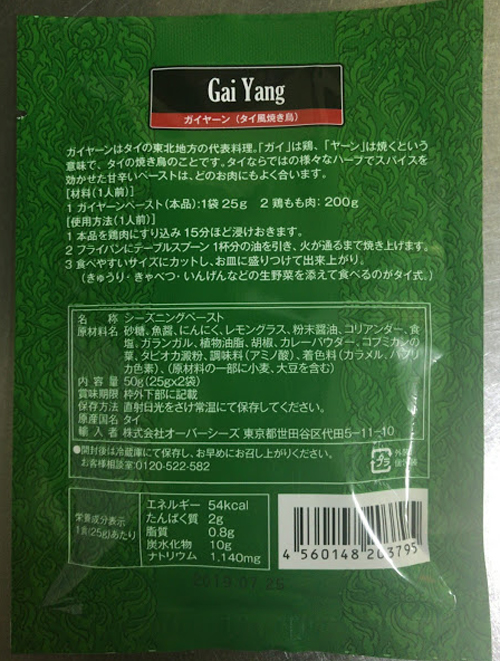 Gai Yang
ガイヤーン（タイ風焼き鳥）
ガイヤーンはタイの東北地方の代表料理。「ガイ」は鶏、「ヤーン」は焼くという
意味で、タイの焼き鳥のことです。タイならではの様々なハーブでスパイスを
効かせた甘辛いペーストは、どのお肉にもよく合います。
[材料（1人前）]
1 ガイヤーンペースト（本品）：1袋 25g　2 鶏もも肉：200g
[使用方法（1人前）]
1 本品を鶏肉にすり込み 15分ほど浸けおきます。
2 フライパンにテーブルスプーン 1杯分の油を引き、火が通るまで焼き上げます。
3 食べやすいサイズにカットし、お皿に盛りつけて出来上がり。
（きゅうり・きゃべつ・いんげんなどの生野菜を添えて食べるのがタイ式。）
名　　称　シーズニングペースト
原材料名　砂糖、魚醤、にんにく、レモングラス、粉末醤油、コリアンダー、食
塩、ガランガル、植物油脂、胡椒、カレーパウダー、コブミカンの
葉、タピオカ澱粉、調味料（アミノ酸）、着色料（カラメル、パプリ
カ色素）、（原材料の一部に小麦、大豆を含む）
内 容 量　50g（25g×2袋）
賞味期限　枠外下部に記載
保存方法　直射日光をさけ常温にて保存してください。
原産国名　タイ
輸 入 者　株式会社オーバーシーズ 東京都世田谷区代田5-11-10
●開封後は冷蔵庫にて保存し、お早めにお召し上がりください。
お客様相談室:0120-522-582
プラ
栄養成分表示
1食(25g)あたり
エネルギー　54kcal
たんぱく質　2g
脂質　0.8g
炭水化物　10g
ナトリウム　1,140mg
4 560148 203795
2019.07.25